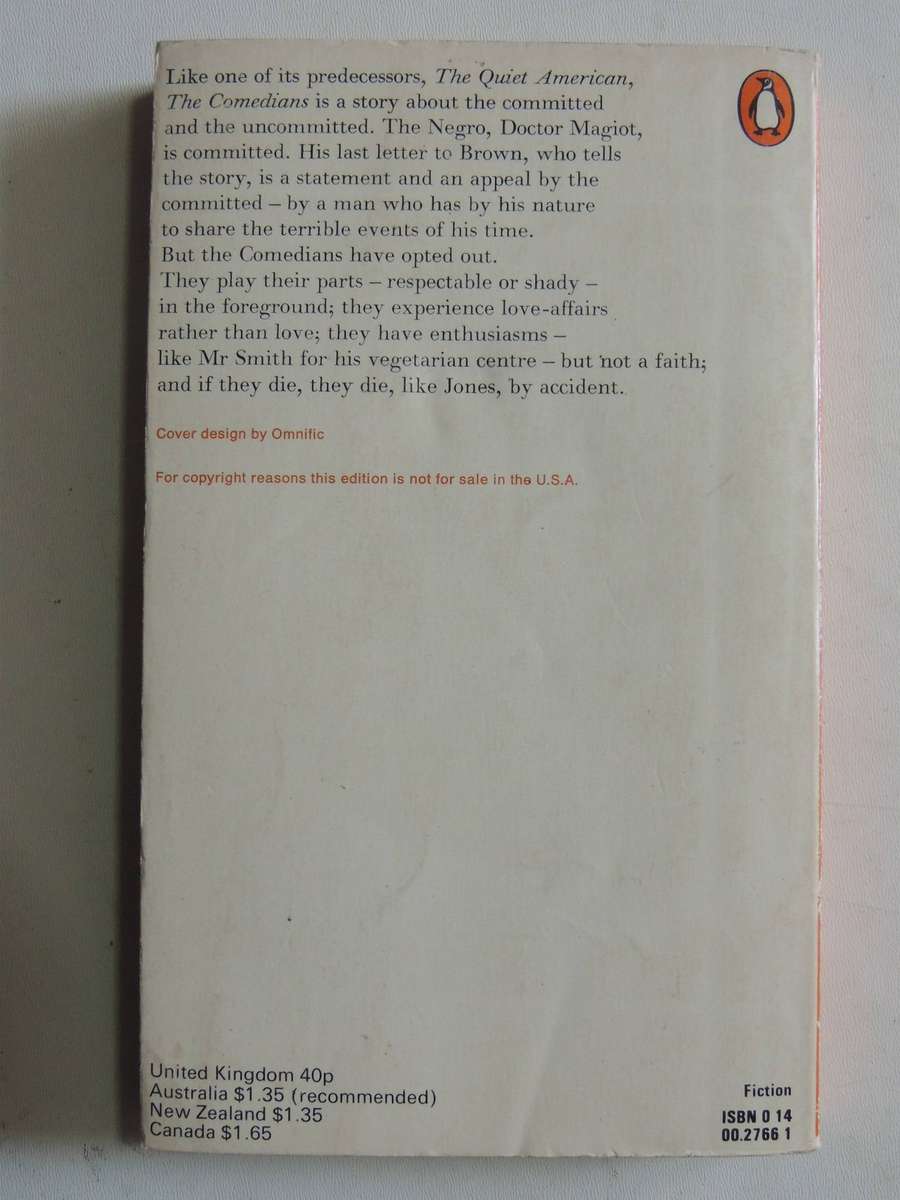 Like one of its predecessors, The Quiet American,
The Comedians is a story about the committed
and the uncommitted. The Negro, Doctor Magiot,
is committed. His last letter to Brown, who tells
the story, is a statement and an appeal by the
committed – by a man who has by his nature
to share the terrible events of his time.
But the Comedians have opted out.
They play their parts – respectable or shady –
in the foreground; they experience love-affairs
rather than love; they have enthusiasms –
like Mr Smith for his vegetarian centre – but not a faith;
and if they die, they die, like Jones, by accident.
Cover design by Omnific
For copyright reasons this edition is not for sale in the U.S.A.
United Kingdom 40p
Australia $1.35 (recommended)
New Zealand $1.35
Canada $1.65
Fiction
ISBN 0 14
00.2766 1